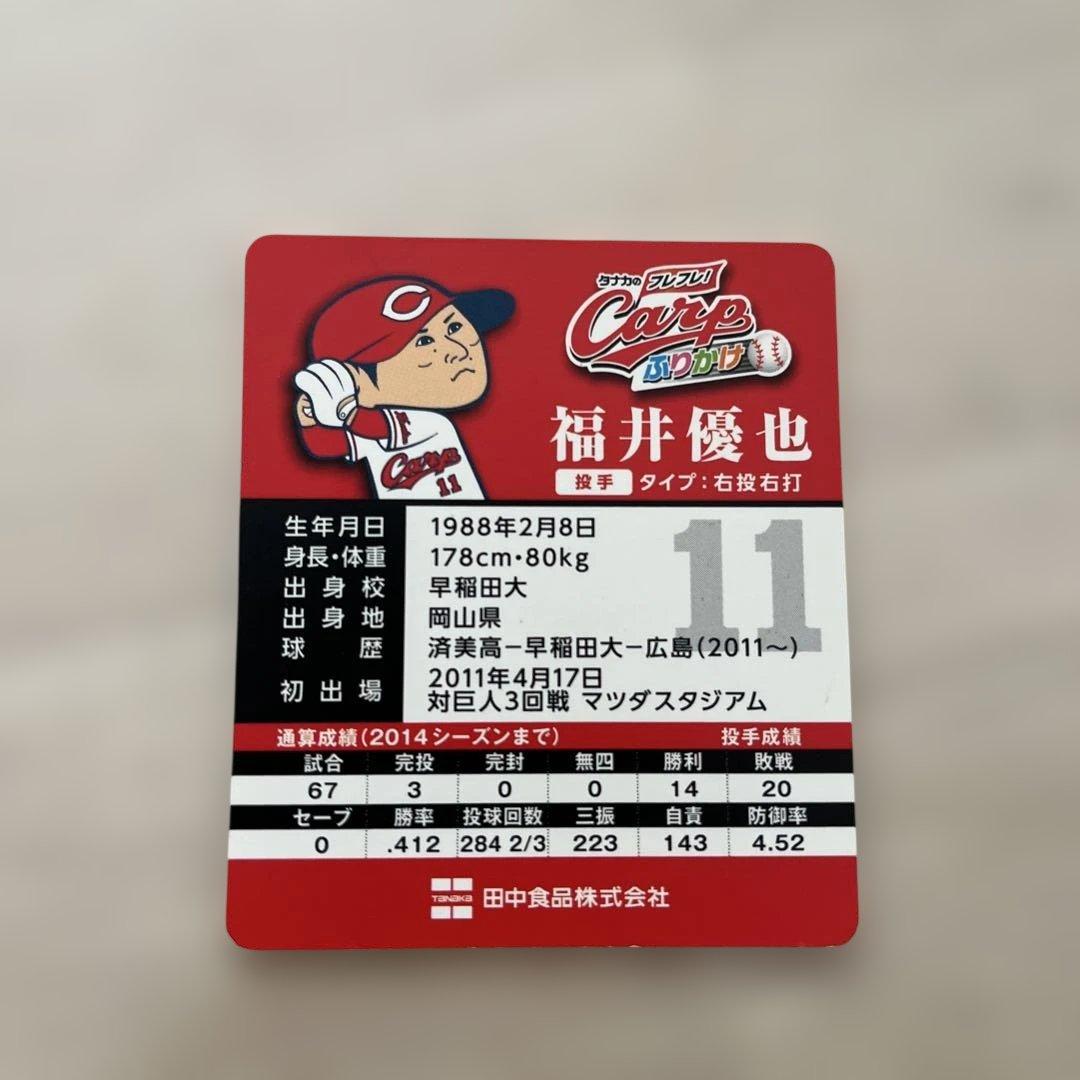 タナカの フレフレ!
Carp
ふりかけ
C
Carp
11
福井優也
投手 タイプ：右投右打
11
生年月日 1988年2月8日
身長・体重 178cm・80kg
出身校 早稲田大
出身地 岡山県
球歴 済美高−早稲田大−広島(2011〜)
初出場 2011年4月17日
対巨人3回戦 マツダスタジアム
通算成績(2014シーズンまで) 投手成績
試合 完投 完封 無四 勝利 敗戦
67 3 0 0 14 20
セーブ 勝率 投球回数 三振 自責 防御率
0 .412 284 2/3 223 143 4.52
TANAKA 田中食品株式会社